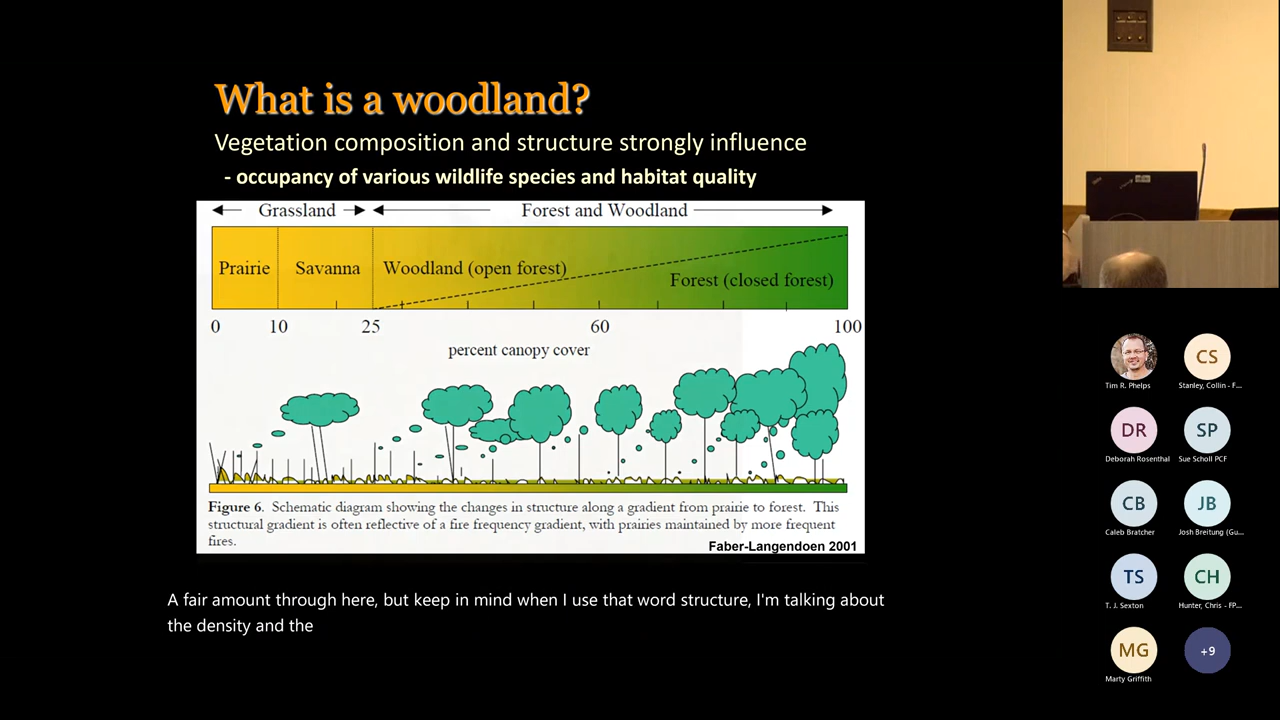 What is a woodland?
Vegetation composition and structure strongly influence
- occupancy of various wildlife species and habitat quality
Grassland
Forest and Woodland
Prairie
Savanna
Woodland (open forest)
Forest (closed forest)
0
10
25
60
100
percent canopy cover
Figure 6. Schematic diagram showing the changes in structure along a gradient from prairie to forest. This
structural gradient is often reflective of a fire frequency gradient, with prairies maintained by more frequent
fires.
Faber-Langendoen 2001
A fair amount through here, but keep in mind when I use that word structure, I'm talking about
the density and the
Tim R. Phelps
CS
Stanley, Collin - F...
DR
Deborah Rosenthal
SP
Sue Scholl PCF
CB
Caleb Bratcher
JB
Josh Breitung (Gu...
TS
T. J. Sexton
CH
Hunter, Chris - FP...
MG
Marty Griffith
+9